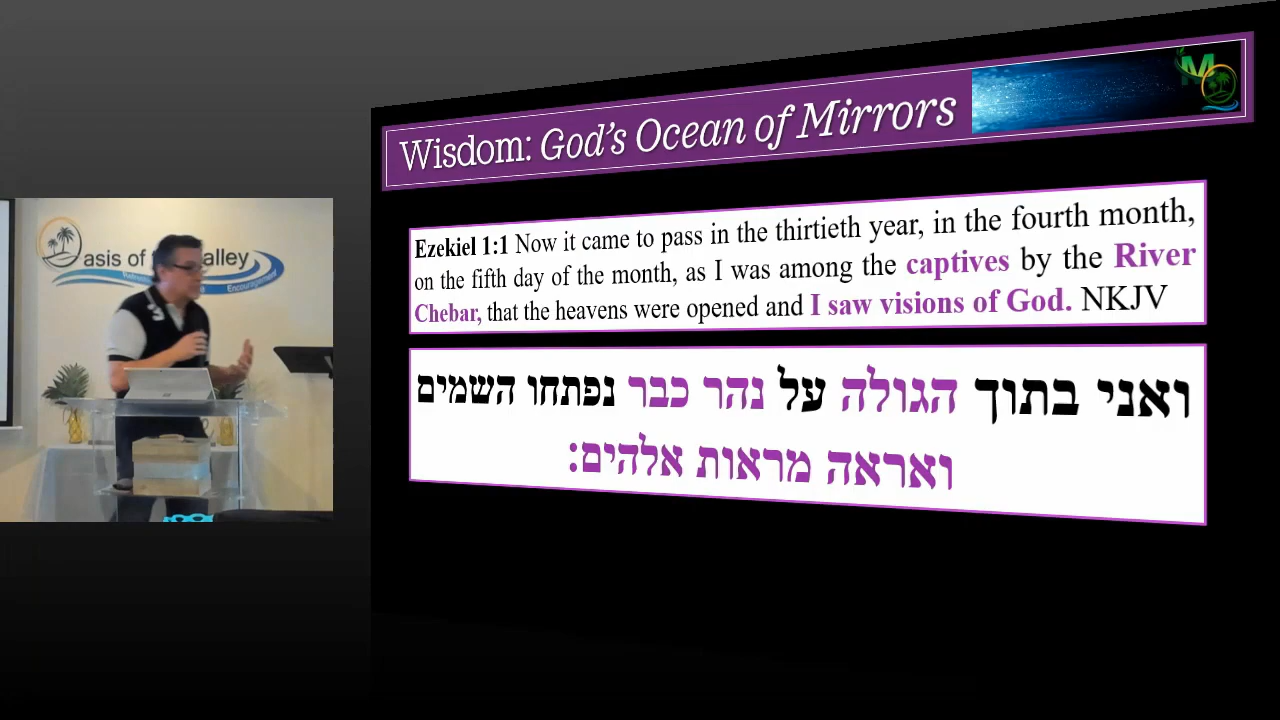 Wisdom: God's Ocean of Mirrors
M
Ezekiel 1:1 Now it came to pass in the thirtieth year, in the fourth month,
on the fifth day of the month, as I was among the captives by the River
Chebar, that the heavens were opened and I saw visions of God. NKJV
ואני בתוך הגולה על נהר כבר נפתחו השמים
ואראה מראות אלהים:
asis of
alley